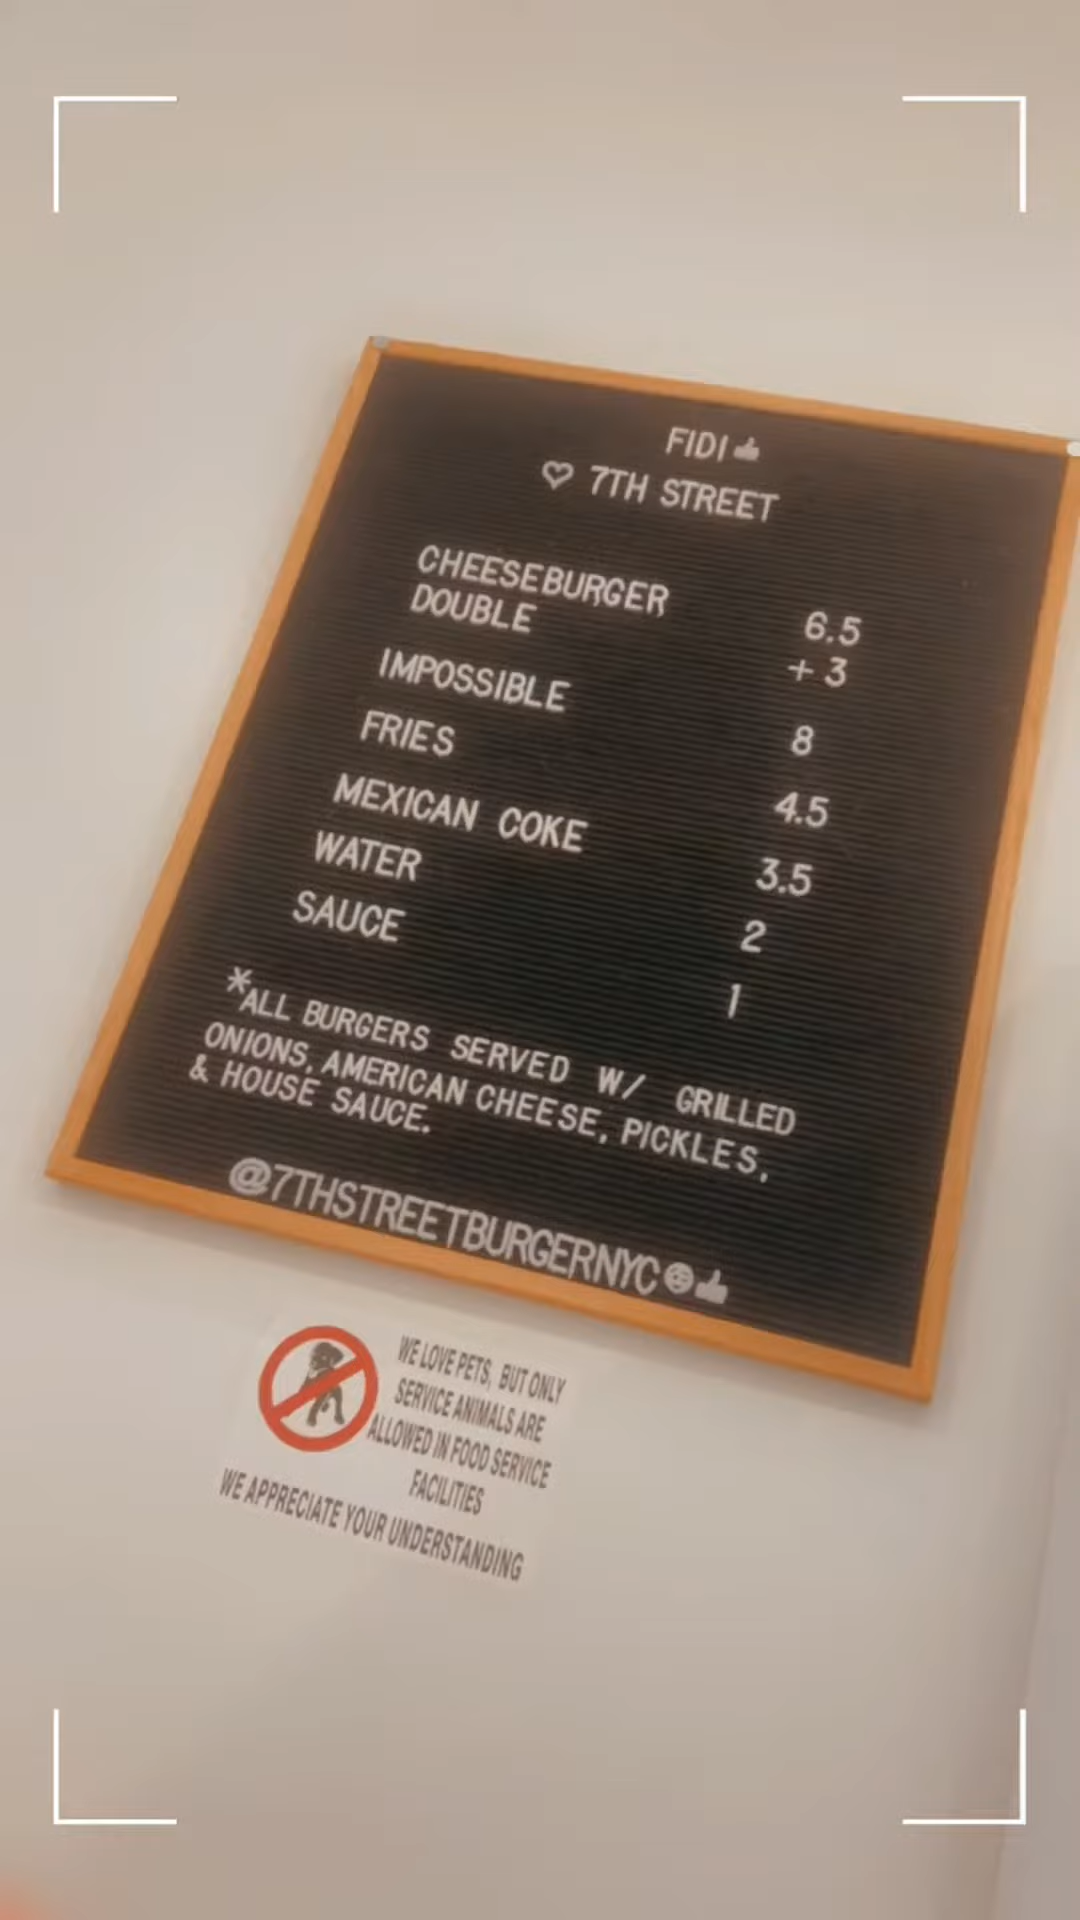 FIDI 👍
♡ 7TH STREET
CHEESEBURGER 6.5
DOUBLE +3
IMPOSSIBLE 8
FRIES 4.5
MEXICAN COKE 3.5
WATER 2
SAUCE 1
*ALL BURGERS SERVED W/ GRILLED
ONIONS, AMERICAN CHEESE, PICKLES,
& HOUSE SAUCE.
@7THSTREETBURGERNYC☻👍
WE LOVE PETS, BUT ONLY
SERVICE ANIMALS ARE
ALLOWED IN FOOD SERVICE
FACILITIES
WE APPRECIATE YOUR UNDERSTANDING